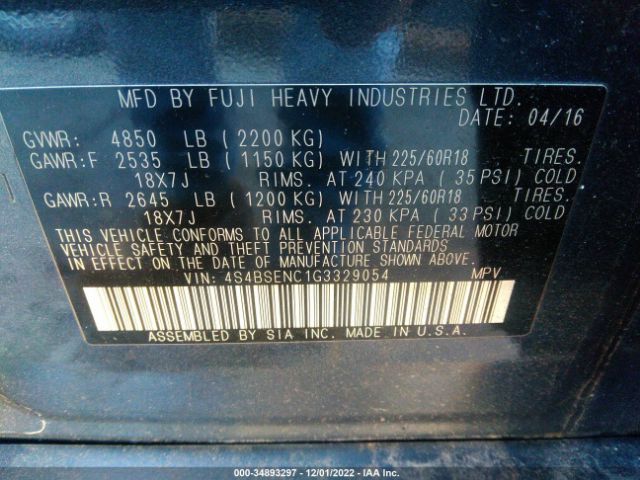 MFD BY FUJI HEAVY INDUSTRIES LTD.
DATE: 04/16
GVWR: 4850 LB (2200 KG)
GAWR:F 2535 LB (1150 KG) WITH 225/60R18 TIRES.
18X7J RIMS. AT 240 KPA (35 PSI) COLD
GAWR:R 2645 LB (1200 KG) WITH 225/60R18 TIRES.
18X7J RIMS. AT 230 KPA (33 PSI) COLD
THIS VEHICLE CONFORMS TO ALL APPLICABLE FEDERAL MOTOR
VEHICLE SAFETY AND THEFT PREVENTION STANDARDS
IN EFFECT ON THE DATE OF MANUFACTURE SHOWN ABOVE.
VIN: 4S4BSENC1G3329054 MPV
ASSEMBLED BY SIA INC. MADE IN U.S.A.
000-34893297 - 12/01/2022 - IAA Inc.